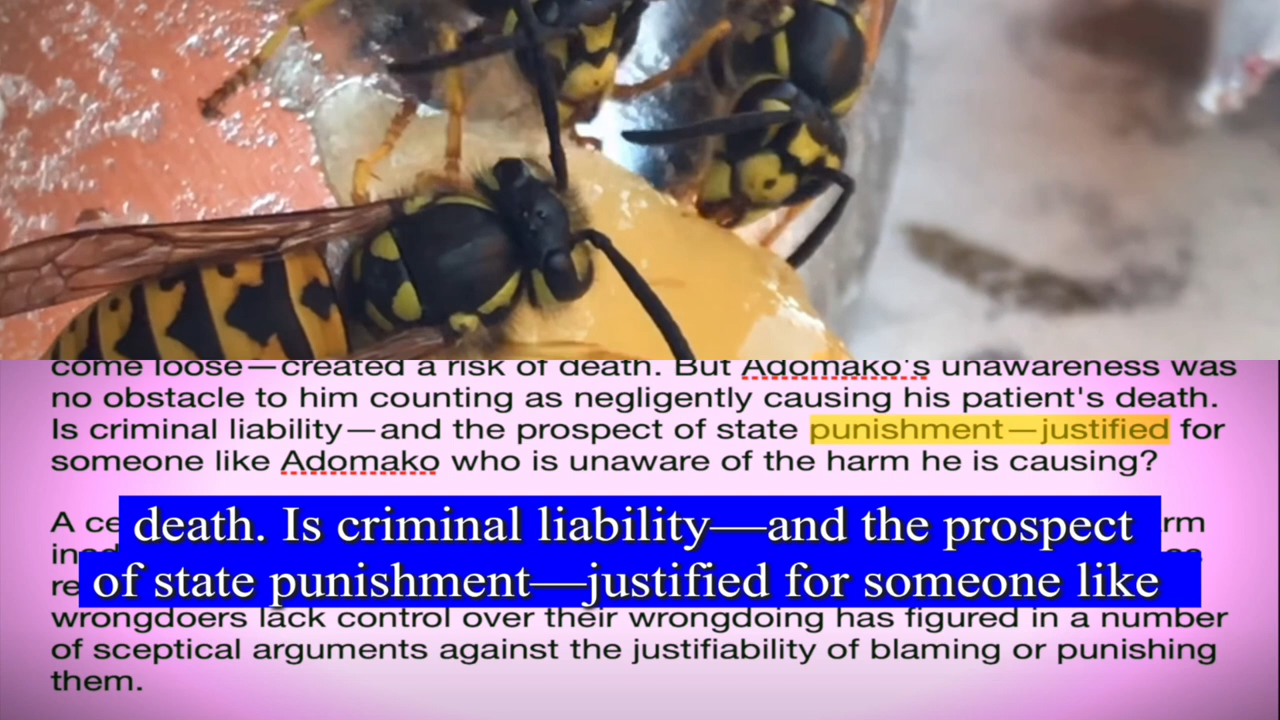 come loose—created a risk of death. But Adomako's unawareness was
no obstacle to him counting as negligently causing his patient's death.
Is criminal liability—and the prospect of state punishment—justified for
someone like Adomako who is unaware of the harm he is causing?
A ce
death. Is criminal liability—and the prospect
of state punishment—justified for someone like
wrongdoers lack control over their wrongdoing has figured in a number
of sceptical arguments against the justifiability of blaming or punishing
them.